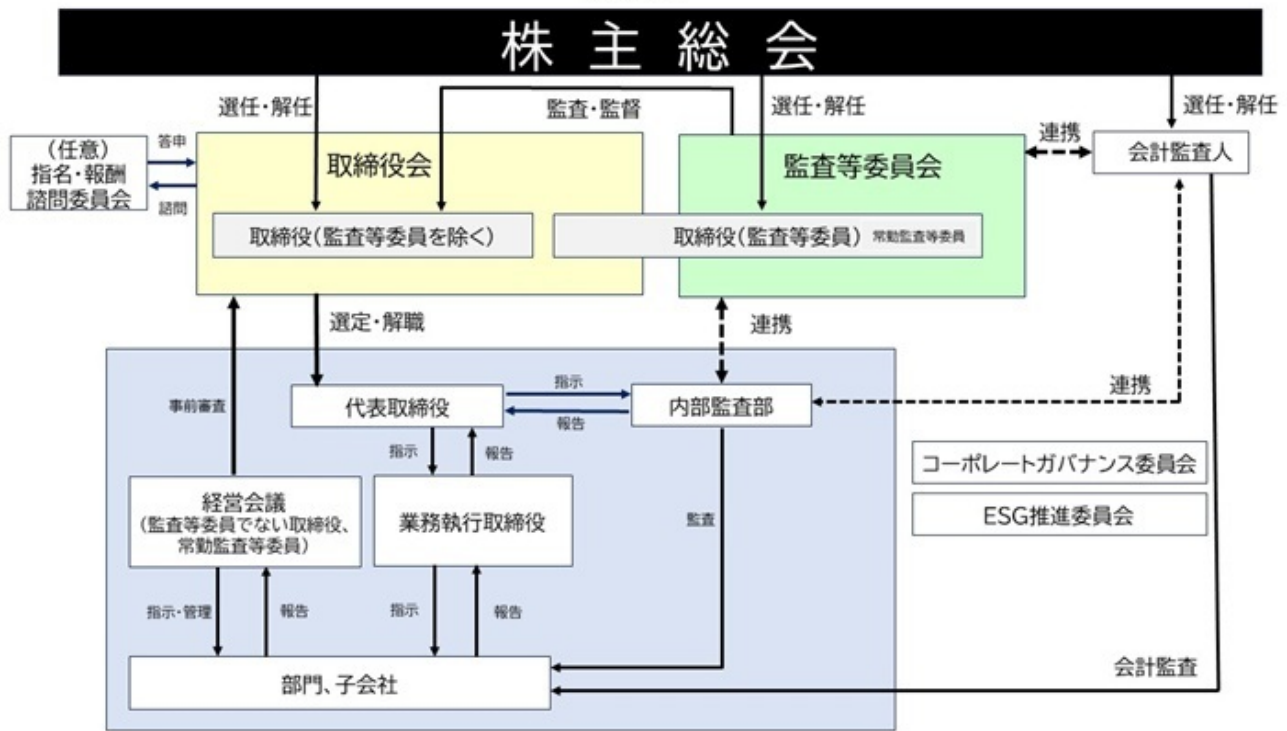 株主総会
選任・解任
監査・監督
選任・解任
選任・解任
(任意)
指名・報酬
諮問委員会
答申
諮問
取締役会
監査等委員会
連携
会計監査人
取締役(監査等委員を除く)
取締役(監査等委員) 常勤監査等委員
選定・解職
連携
事前審査
代表取締役
指示
報告
内部監査部
連携
指示
報告
コーポレートガバナンス委員会
経営会議
(監査等委員でない取締役、
常勤監査等委員)
業務執行取締役
監査
ESG推進委員会
指示・管理
報告
指示
報告
部門、子会社
会計監査